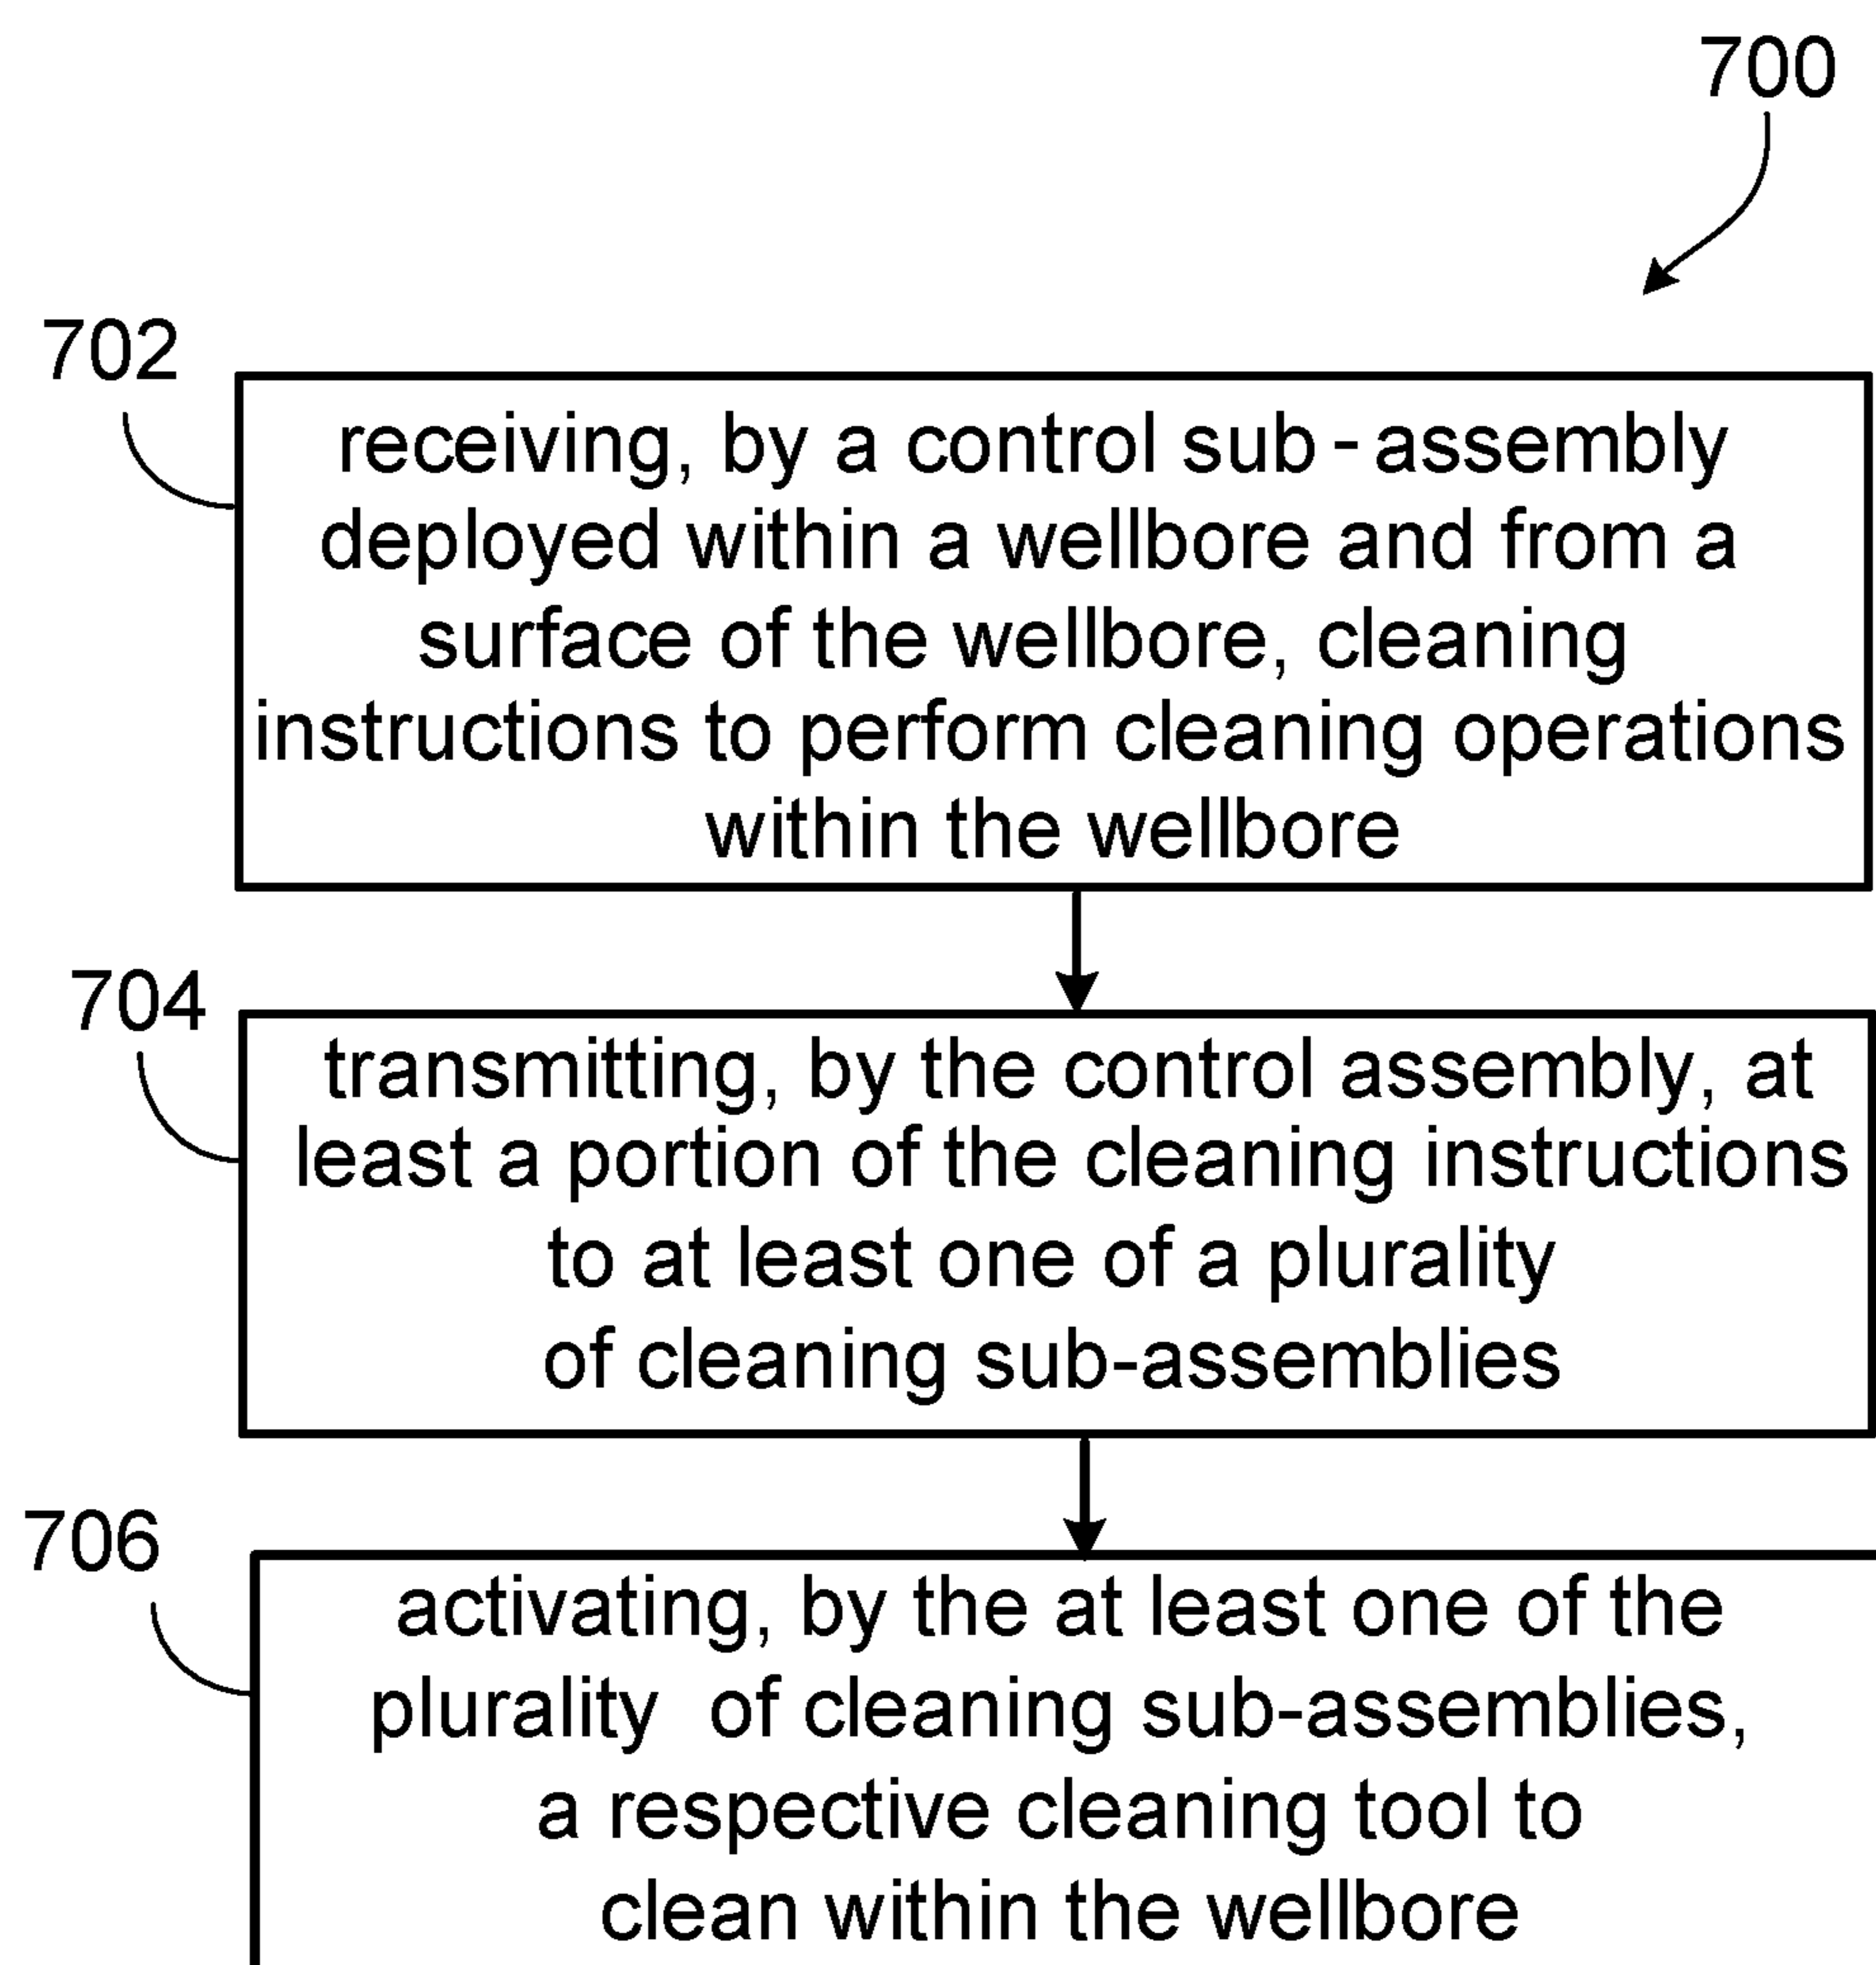 700
702
receiving, by a control sub - assembly
deployed within a wellbore and from a
surface of the wellbore, cleaning
instructions to perform cleaning operations
within the wellbore
704
transmitting, by the control assembly, at
least a portion of the cleaning instructions
to at least one of a plurality
of cleaning sub-assemblies
706
activating, by the at least one of the
plurality of cleaning sub-assemblies,
a respective cleaning tool to
clean within the wellbore